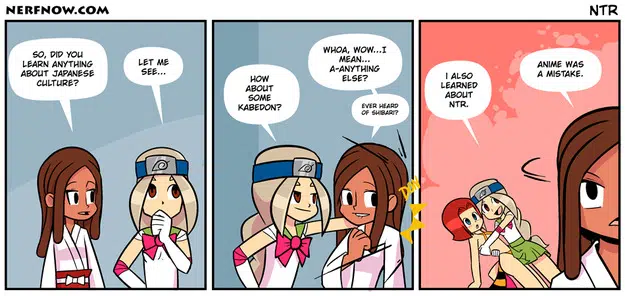 NERFNOW.COM
NTR
SO, DID YOU
LEARN ANYTHING
ABOUT JAPANESE
CULTURE?
LET ME
SEE...
HOW
ABOUT
SOME
KABEDON?
WHOA, WOW...I
MEAN...
A-ANYTHING
ELSE?
EVER HEARD
OF SHIBARI?
DON
I ALSO
LEARNED
ABOUT
NTR.
ANIME WAS
A MISTAKE.